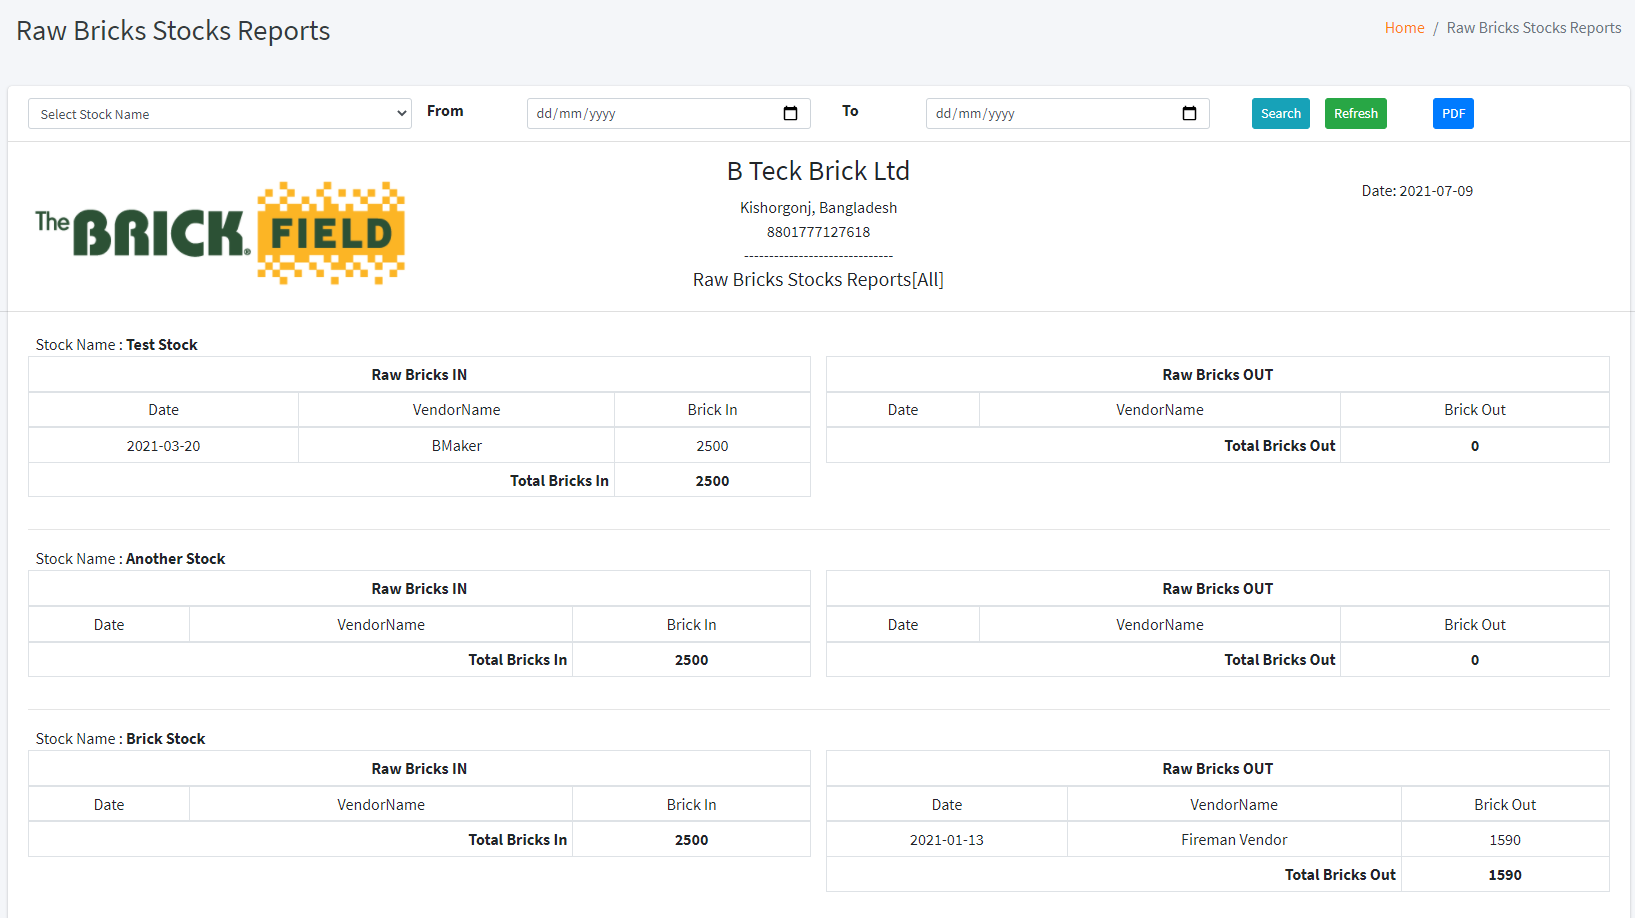 Raw Bricks Stocks Reports
Home / Raw Bricks Stocks Reports
Select Stock Name From dd/mm/yyyy To dd/mm/yyyy Search Refresh PDF
The BRICK® FIELD
B Teck Brick Ltd
Kishorgonj, Bangladesh
8801777127618
------------------------------
Raw Bricks Stocks Reports[All]
Date: 2021-07-09
Stock Name : Test Stock
Raw Bricks IN
Date VendorName Brick In
2021-03-20 BMaker 2500
Total Bricks In 2500
Raw Bricks OUT
Date VendorName Brick Out
Total Bricks Out 0
Stock Name : Another Stock
Raw Bricks IN
Date VendorName Brick In
Total Bricks In 2500
Raw Bricks OUT
Date VendorName Brick Out
Total Bricks Out 0
Stock Name : Brick Stock
Raw Bricks IN
Date VendorName Brick In
Total Bricks In 2500
Raw Bricks OUT
Date VendorName Brick Out
2021-01-13 Fireman Vendor 1590
Total Bricks Out 1590